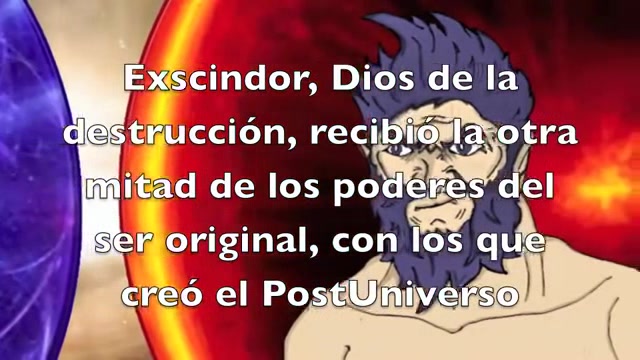 Exscindor, Dios de la
destrucción, recibió la otra
mitad de los poderes del
ser original, con los que
creó el PostUniverso